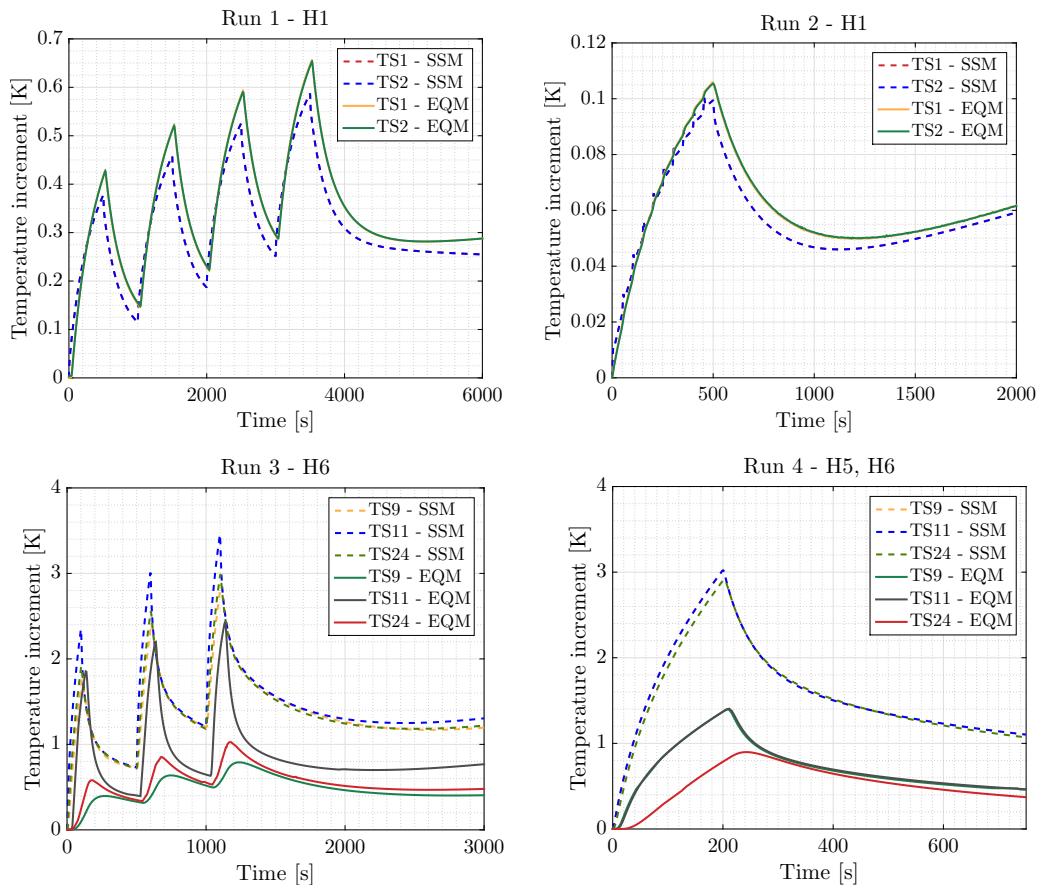 Run 1 - H1
Temperature increment [K]
0.7
0.6
0.5
0.4
0.3
0.2
0.1
0
TS1 - SSM
TS2 - SSM
TS1 - EQM
TS2 - EQM
0 2000 4000 6000
Time [s]
Run 2 - H1
Temperature increment [K]
0.12
0.1
0.08
0.06
0.04
0.02
0
TS1 - SSM
TS2 - SSM
TS1 - EQM
TS2 - EQM
0 500 1000 1500 2000
Time [s]
Run 3 - H6
Temperature increment [K]
4
3
2
1
0
TS9 - SSM
TS11 - SSM
TS24 - SSM
TS9 - EQM
TS11 - EQM
TS24 - EQM
0 1000 2000 3000
Time [s]
Run 4 - H5, H6
Temperature increment [K]
4
3
2
1
0
TS9 - SSM
TS11 - SSM
TS24 - SSM
TS9 - EQM
TS11 - EQM
TS24 - EQM
0 200 400 600
Time [s]